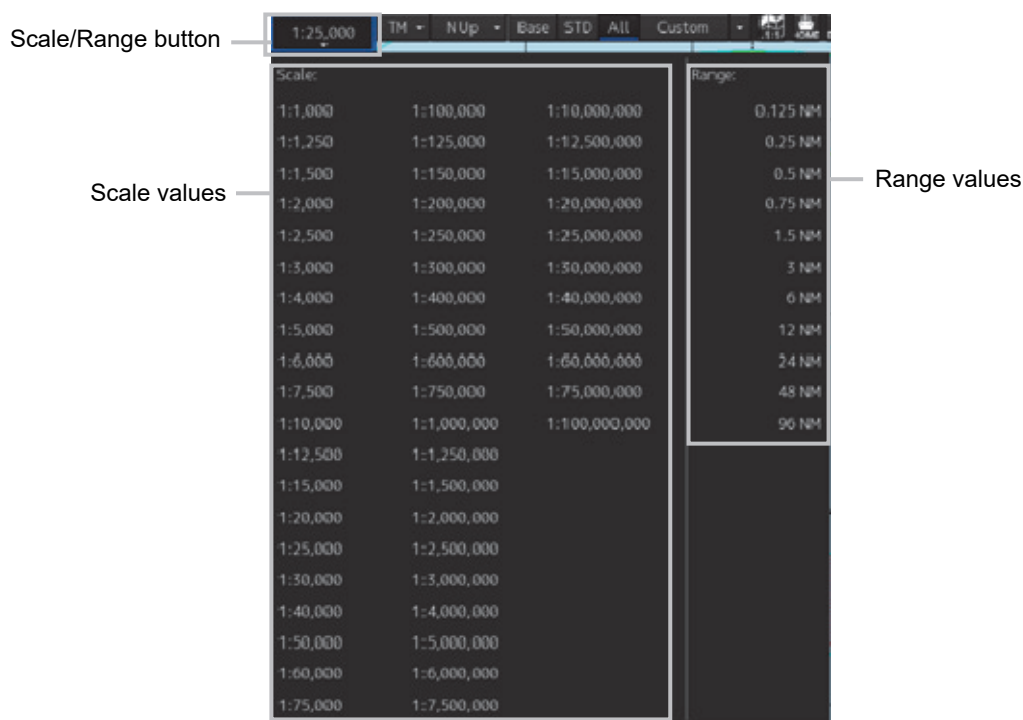 Scale/Range button
1:25,000 TM N Up Base STD All Custom
Scale:
1:1,000 1:100,000 1:10,000,000
1:1,250 1:125,000 1:12,500,000
1:1,500 1:150,000 1:15,000,000
1:2,000 1:200,000 1:20,000,000
1:2,500 1:250,000 1:25,000,000
1:3,000 1:300,000 1:30,000,000
1:4,000 1:400,000 1:40,000,000
1:5,000 1:500,000 1:50,000,000
1:6,000 1:600,000 1:60,000,000
1:7,500 1:750,000 1:75,000,000
1:10,000 1:1,000,000 1:100,000,000
1:12,500 1:1,250,000
1:15,000 1:1,500,000
1:20,000 1:2,000,000
1:25,000 1:2,500,000
1:30,000 1:3,000,000
1:40,000 1:4,000,000
1:50,000 1:5,000,000
1:60,000 1:6,000,000
1:75,000 1:7,500,000
Range:
0.125 NM
0.25 NM
0.5 NM
0.75 NM
1.5 NM
3 NM
6 NM
12 NM
24 NM
48 NM
96 NM
Scale values
Range values